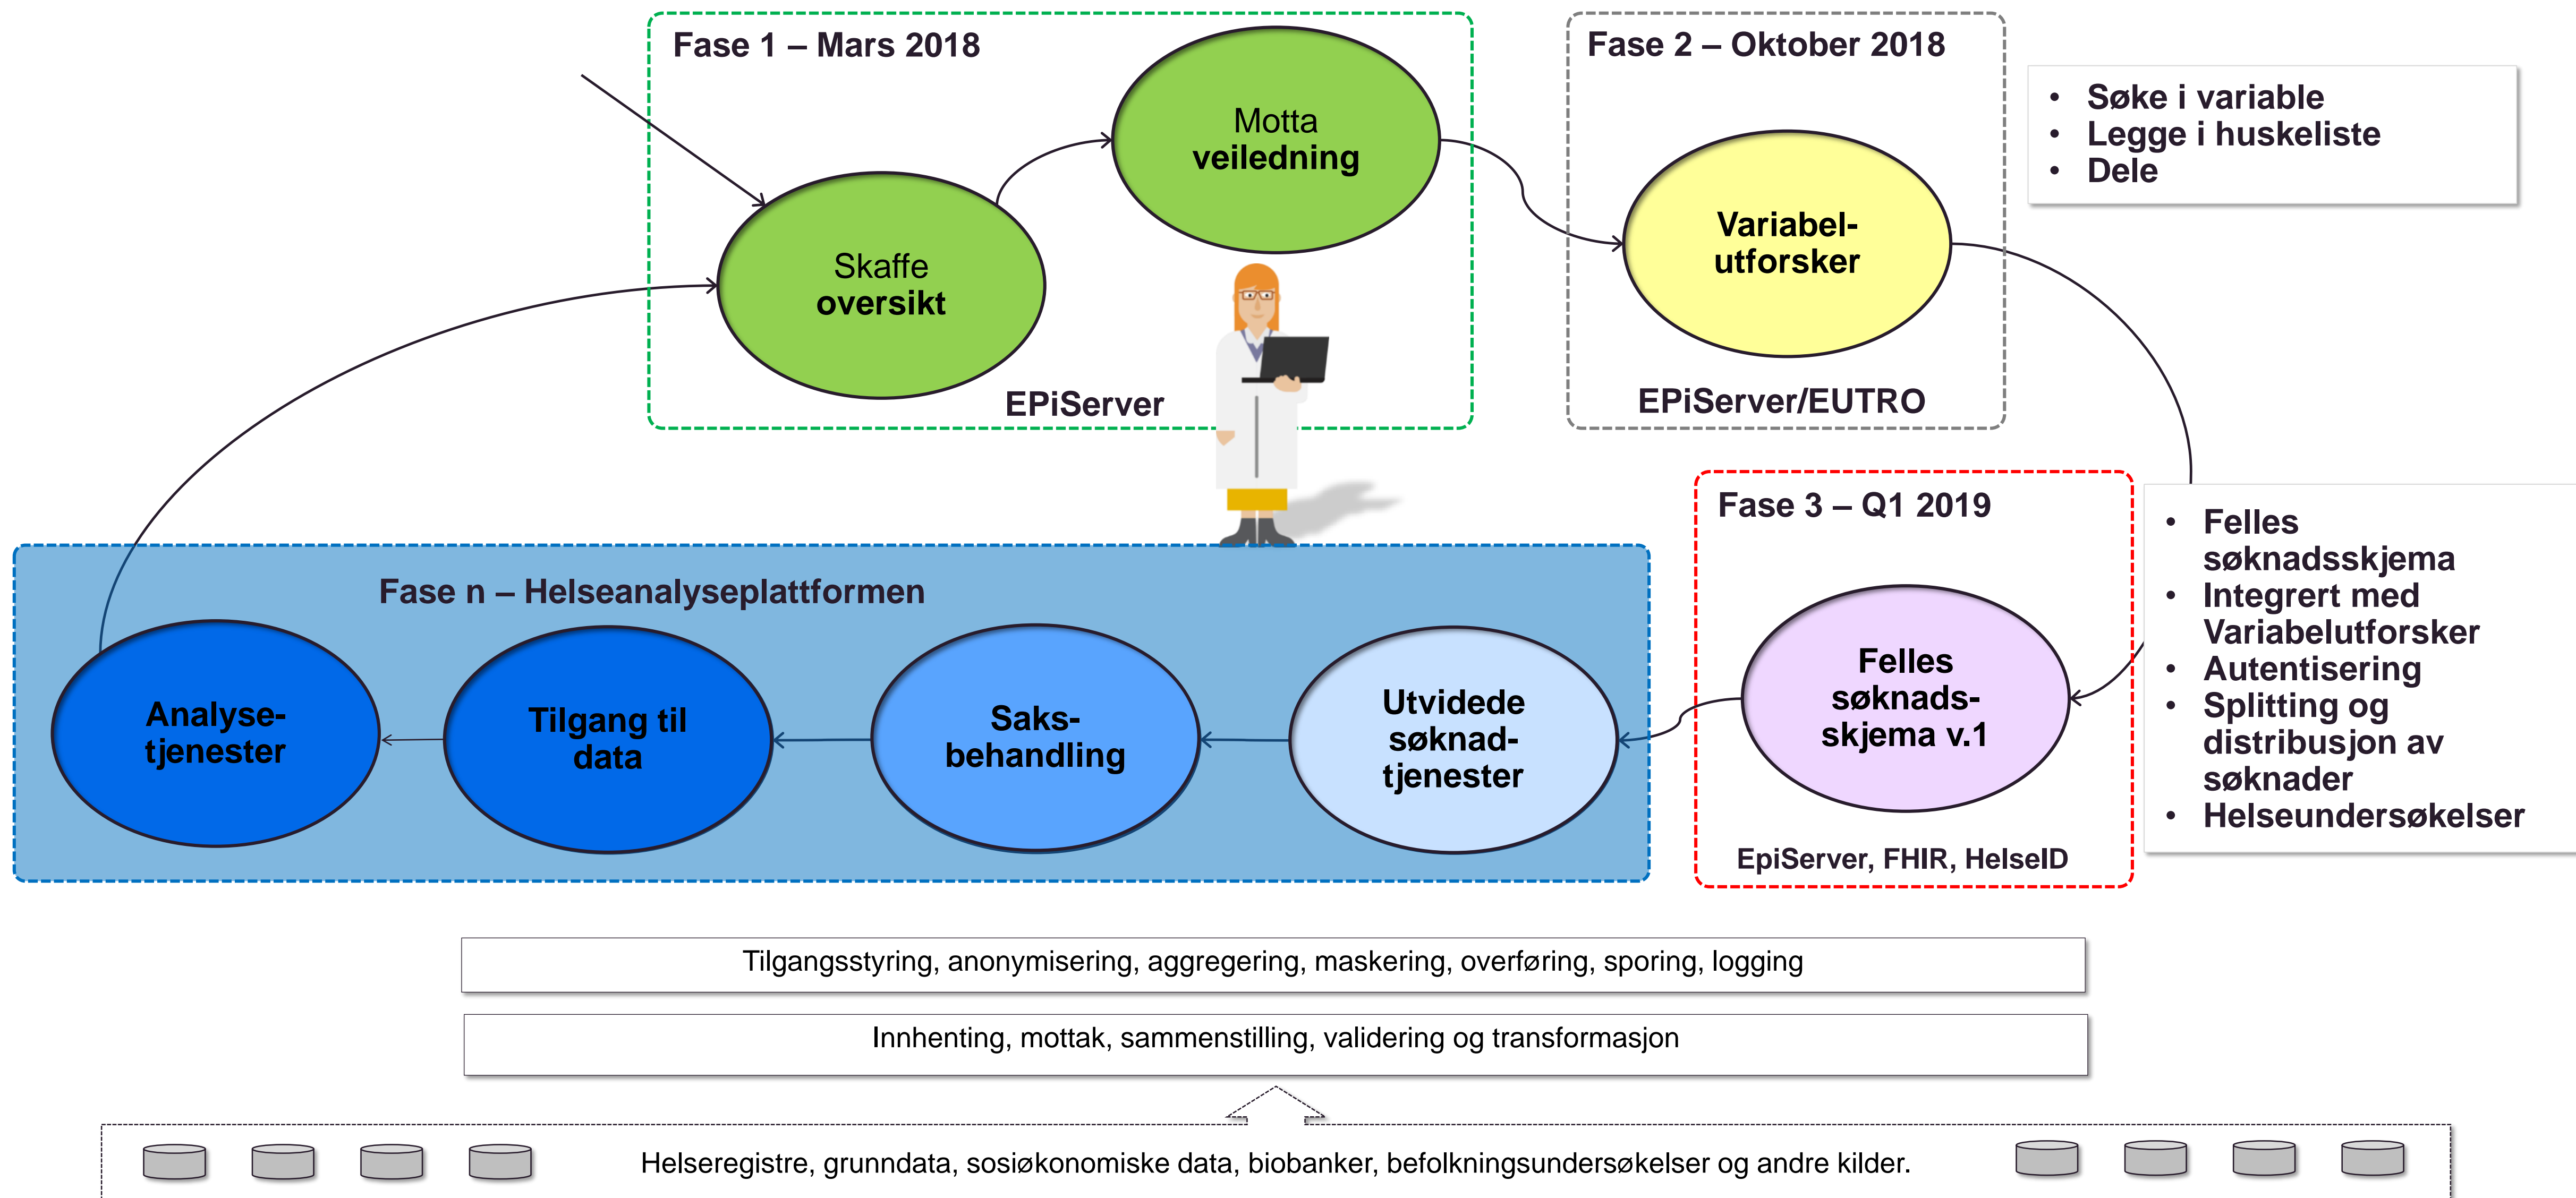 Fase 1 – Mars 2018
Skaffe
oversikt
Motta
veiledning
EPiServer
Fase 2 – Oktober 2018
Variabel-
utforsker
EPiServer/EUTRO
• Søke i variable
• Legge i huskeliste
• Dele
Fase 3 – Q1 2019
Felles
søknads-
skjema v.1
EpiServer, FHIR, HelseID
• Felles
søknadsskjema
• Integrert med
Variabelutforsker
• Autentisering
• Splitting og
distribusjon av
søknader
• Helseundersøkelser
Fase n – Helseanalyseplattformen
Analyse-
tjenester
Tilgang til
data
Saks-
behandling
Utvidede
søknad-
tjenester
Tilgangsstyring, anonymisering, aggregering, maskering, overføring, sporing, logging
Innhenting, mottak, sammenstilling, validering og transformasjon
Helseregistre, grunndata, sosiøkonomiske data, biobanker, befolkningsundersøkelser og andre kilder.